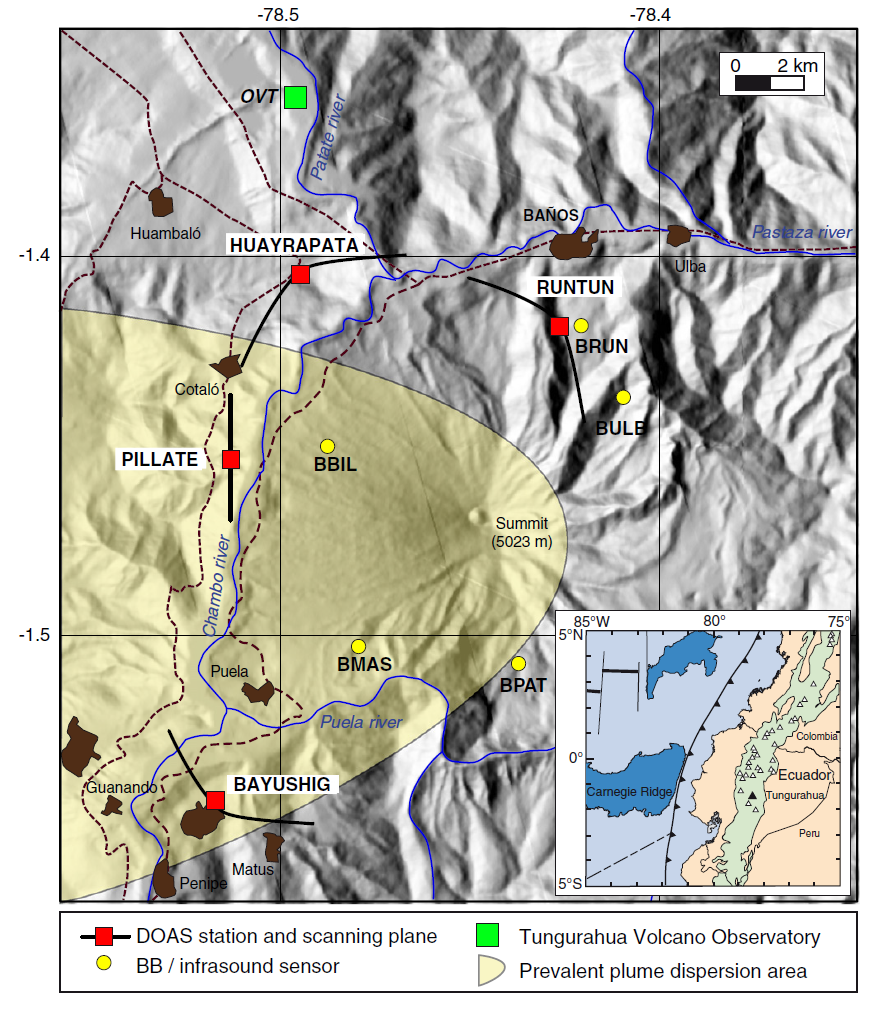 -78.5
-78.4
0 2 km
OVT
Patate river
Huambaló
BAÑOS
Pastaza river
HUAYRAPATA
-1.4
Ulba
RUNTUN
BRUN
Cotaló
BULB
PILLATE
BBIL
Summit
(5023 m)
Chambo river
-1.5
BMAS
Puela
BPAT
Puela river
Guanando
BAYUSHIG
Matus
Penipe
85°W
80°
75°
5°N
Colombia
0°
Ecuador
Carnegie Ridge
Tungurahua
Peru
5°S
DOAS station and scanning plane
Tungurahua Volcano Observatory
BB / infrasound sensor
Prevalent plume dispersion area